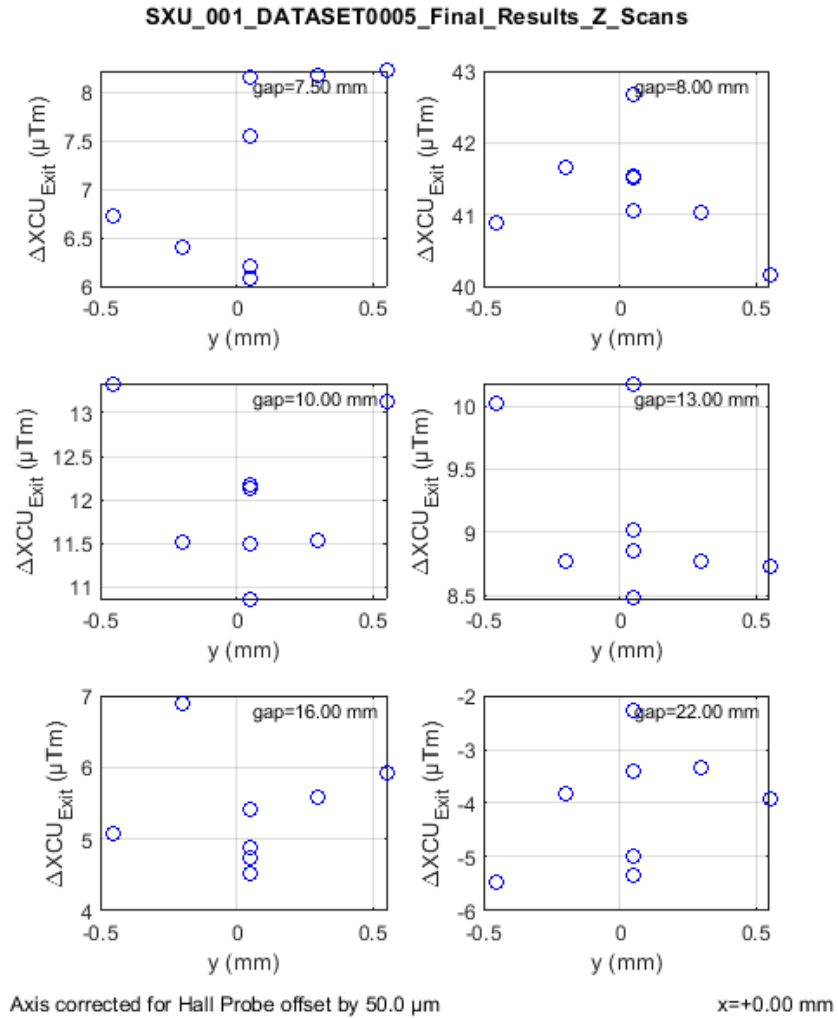 SXU_001_DATASET0005_Final_Results_Z_Scans
gap=7.50 mm
8
7.5
7
6.5
6
-0.5
0
0.5
y (mm)
ΔXCU_Exit (µTm)
gap=8.00 mm
43
42
41
40
-0.5
0
0.5
y (mm)
ΔXCU_Exit (µTm)
gap=10.00 mm
13
12.5
12
11.5
11
-0.5
0
0.5
y (mm)
ΔXCU_Exit (µTm)
gap=13.00 mm
10
9.5
9
8.5
-0.5
0
0.5
y (mm)
ΔXCU_Exit (µTm)
gap=16.00 mm
7
6
5
4
-0.5
0
0.5
y (mm)
ΔXCU_Exit (µTm)
gap=22.00 mm
-2
-3
-4
-5
-6
-0.5
0
0.5
y (mm)
ΔXCU_Exit (µTm)
Axis corrected for Hall Probe offset by 50.0 µm
x=+0.00 mm